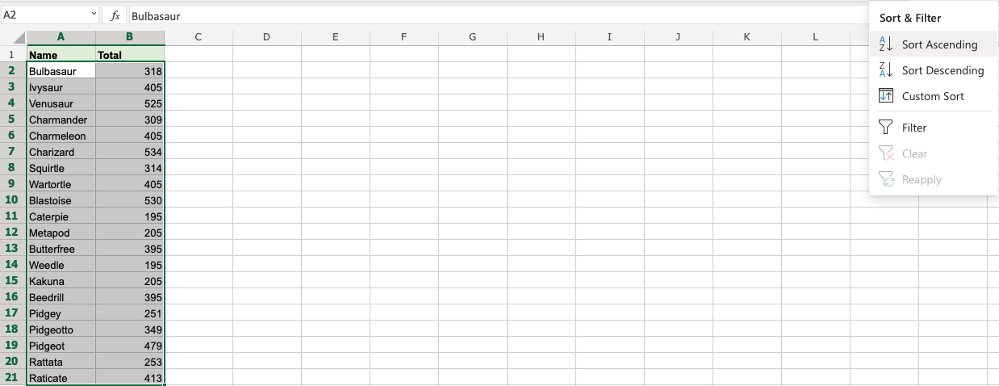 A2 fx Bulbasaur
A B C D E F G H I J K L
1 Name Total
2 Bulbasaur 318
3 Ivysaur 405
4 Venusaur 525
5 Charmander 309
6 Charmeleon 405
7 Charizard 534
8 Squirtle 314
9 Wartortle 405
10 Blastoise 530
11 Caterpie 195
12 Metapod 205
13 Butterfree 395
14 Weedle 195
15 Kakuna 205
16 Beedrill 395
17 Pidgey 251
18 Pidgeotto 349
19 Pidgeot 479
20 Rattata 253
21 Raticate 413
Sort & Filter
Sort Ascending
Sort Descending
Custom Sort
Filter
Clear
Reapply